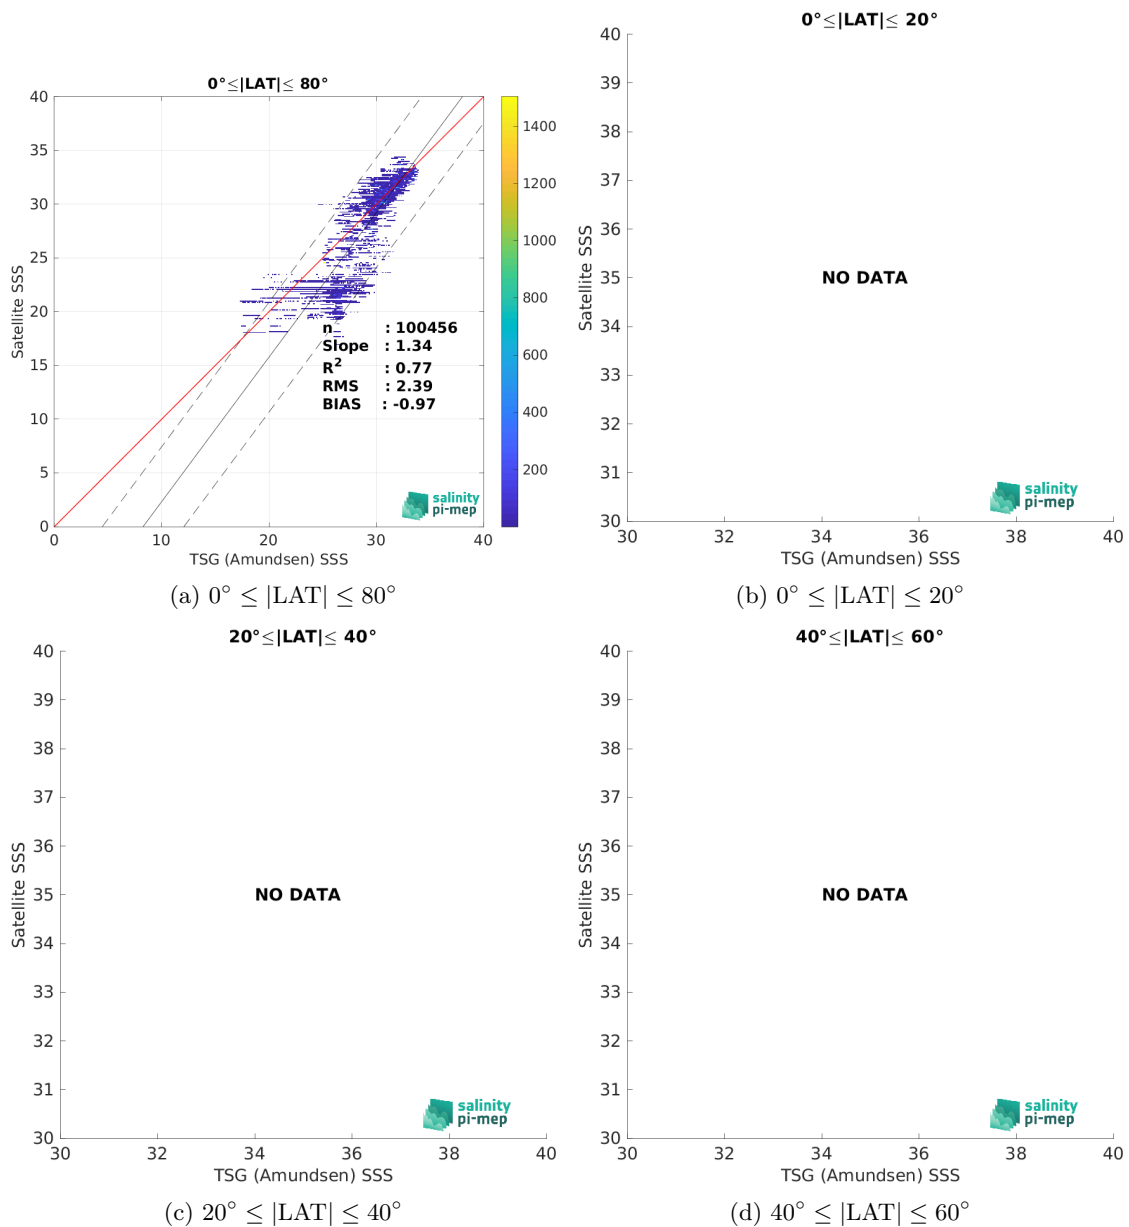 0°≤|LAT|≤ 80°
40
35
30
25
20
15
10
5
0
0
10
20
30
40
Satellite SSS
TSG (Amundsen) SSS
n : 100456
Slope : 1.34
R² : 0.77
RMS : 2.39
BIAS : -0.97
1400
1200
1000
800
600
400
200
salinity
pi-mep
(a) 0° ≤ |LAT| ≤ 80°
0°≤|LAT|≤ 20°
40
39
38
37
36
35
34
33
32
31
30
30
32
34
36
38
40
Satellite SSS
TSG (Amundsen) SSS
NO DATA
salinity
pi-mep
(b) 0° ≤ |LAT| ≤ 20°
20°≤|LAT|≤ 40°
40
39
38
37
36
35
34
33
32
31
30
30
32
34
36
38
40
Satellite SSS
TSG (Amundsen) SSS
NO DATA
salinity
pi-mep
(c) 20° ≤ |LAT| ≤ 40°
40°≤|LAT|≤ 60°
40
39
38
37
36
35
34
33
32
31
30
30
32
34
36
38
40
Satellite SSS
TSG (Amundsen) SSS
NO DATA
salinity
pi-mep
(d) 40° ≤ |LAT| ≤ 60°